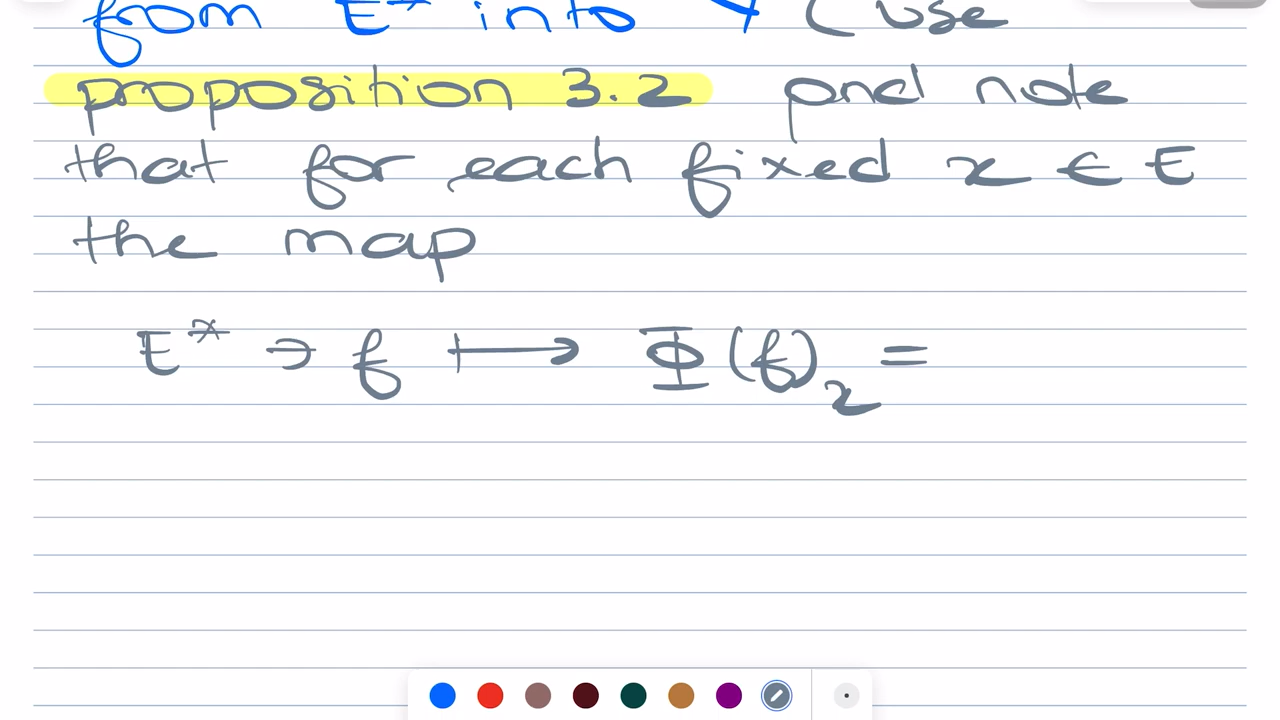 from E* into Y (use
proposition 3.2 and note
that for each fixed x ∈ E
the map
E* ∋ f ⟼ Φ(f)ₓ =